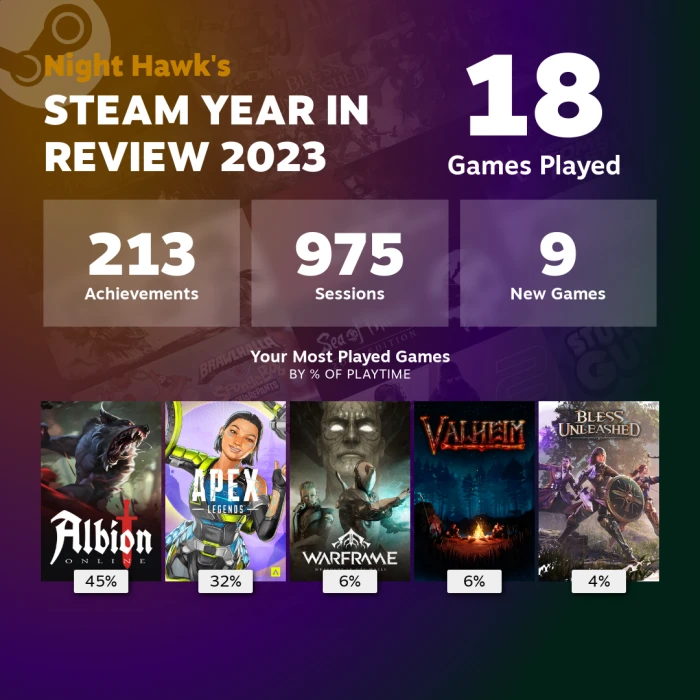 Night Hawk's
STEAM YEAR IN
REVIEW 2023
18
Games Played
213
Achievements
975
Sessions
9
New Games
Your Most Played Games
BY % OF PLAYTIME
Albion
ONLINE
45%
APEX
LEGENDS
32%
WARFRAME
6%
VALHEIM
6%
BLESS
UNLEASHED
4%
BRAWLHALLA